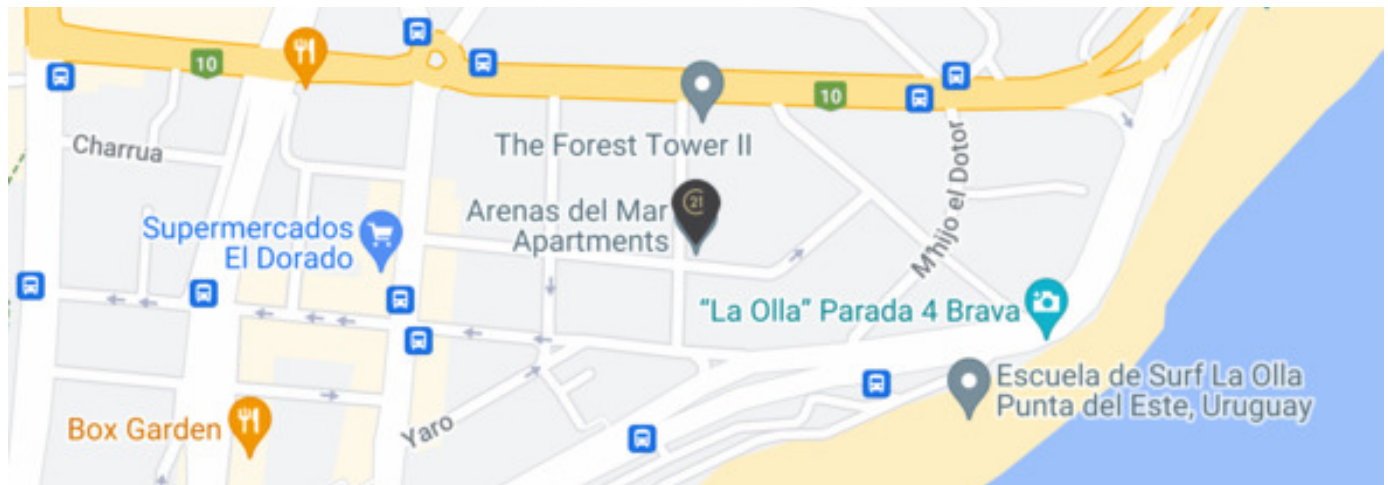 10
10
The Forest Tower II
Charrua
M'hijo el Dotor
Arenas del Mar
Apartments
21
Supermercados
El Dorado
"La Olla" Parada 4 Brava
Escuela de Surf La Olla
Punta del Este, Uruguay
Box Garden
Yaro